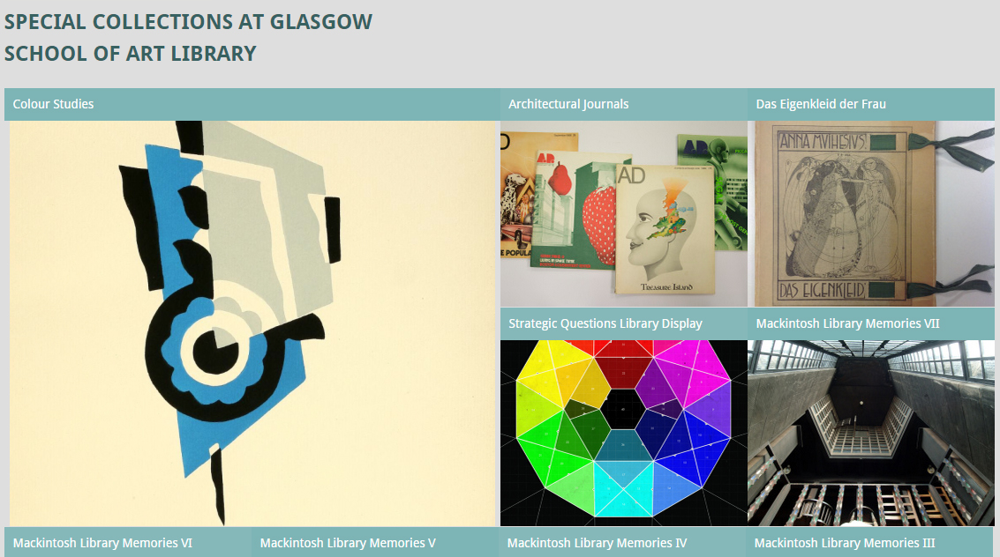 SPECIAL COLLECTIONS AT GLASGOW
SCHOOL OF ART LIBRARY
Colour Studies
Architectural Journals
Das Eigenkleid der Frau
AD
AD
AD
TREASURE ISLAND
ANNA MVTHESIVS
DAS EIGENKLEID
Strategic Questions Library Display
Mackintosh Library Memories VII
Mackintosh Library Memories VI
Mackintosh Library Memories V
Mackintosh Library Memories IV
Mackintosh Library Memories III